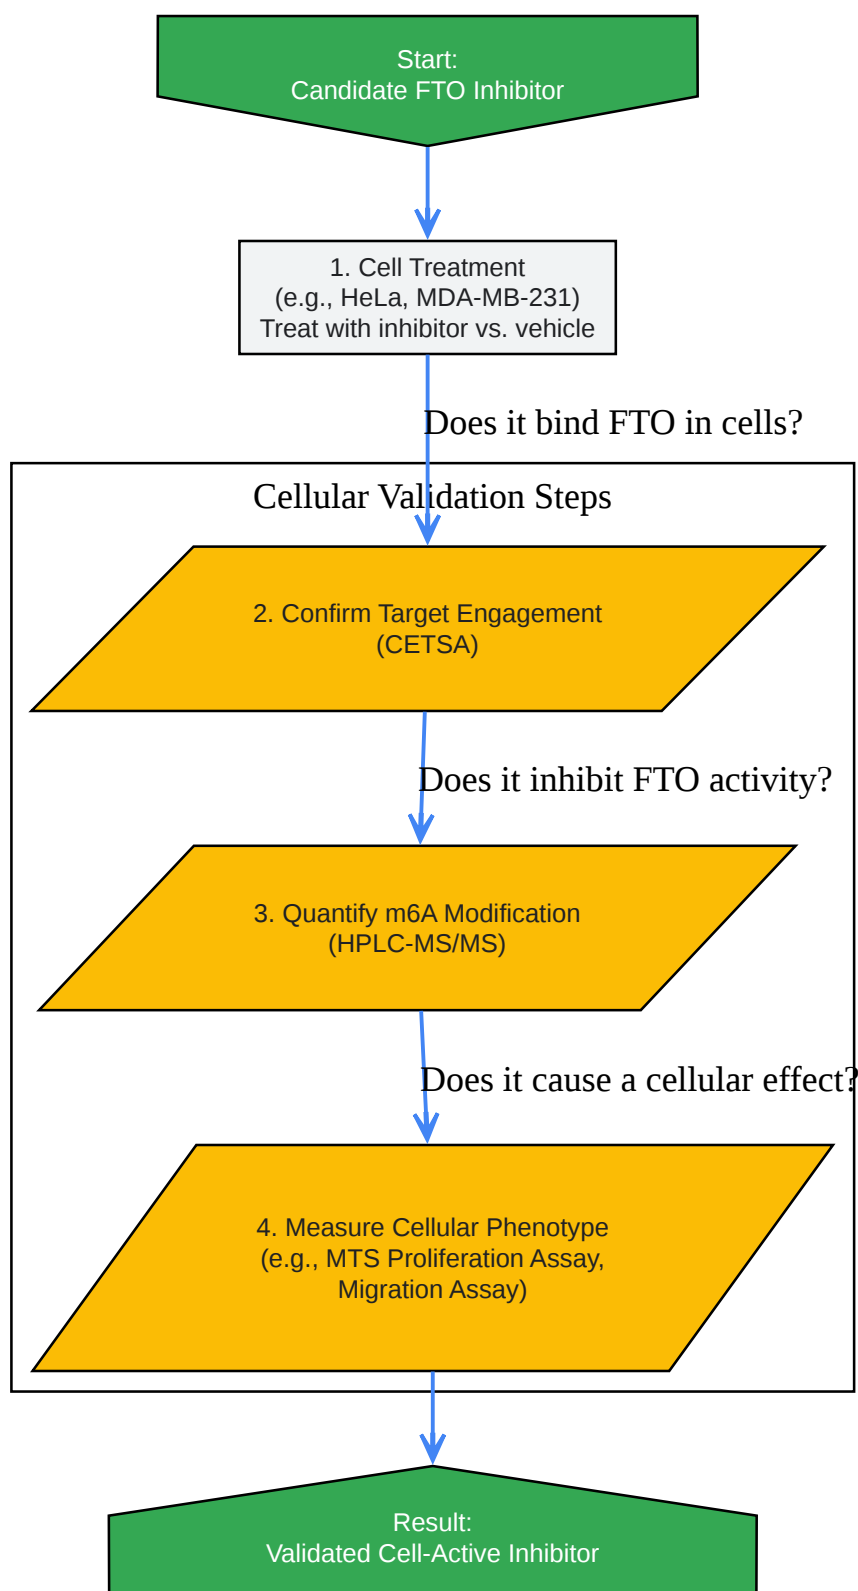 Start:
Candidate FTO Inhibitor
1. Cell Treatment
(e.g., HeLa, MDA-MB-231)
Treat with inhibitor vs. vehicle
Does it bind FTO in cells?
Cellular Validation Steps
2. Confirm Target Engagement
(CETSA)
Does it inhibit FTO activity?
3. Quantify m6A Modification
(HPLC-MS/MS)
Does it cause a cellular effect?
4. Measure Cellular Phenotype
(e.g., MTS Proliferation Assay,
Migration Assay)
Result:
Validated Cell-Active Inhibitor